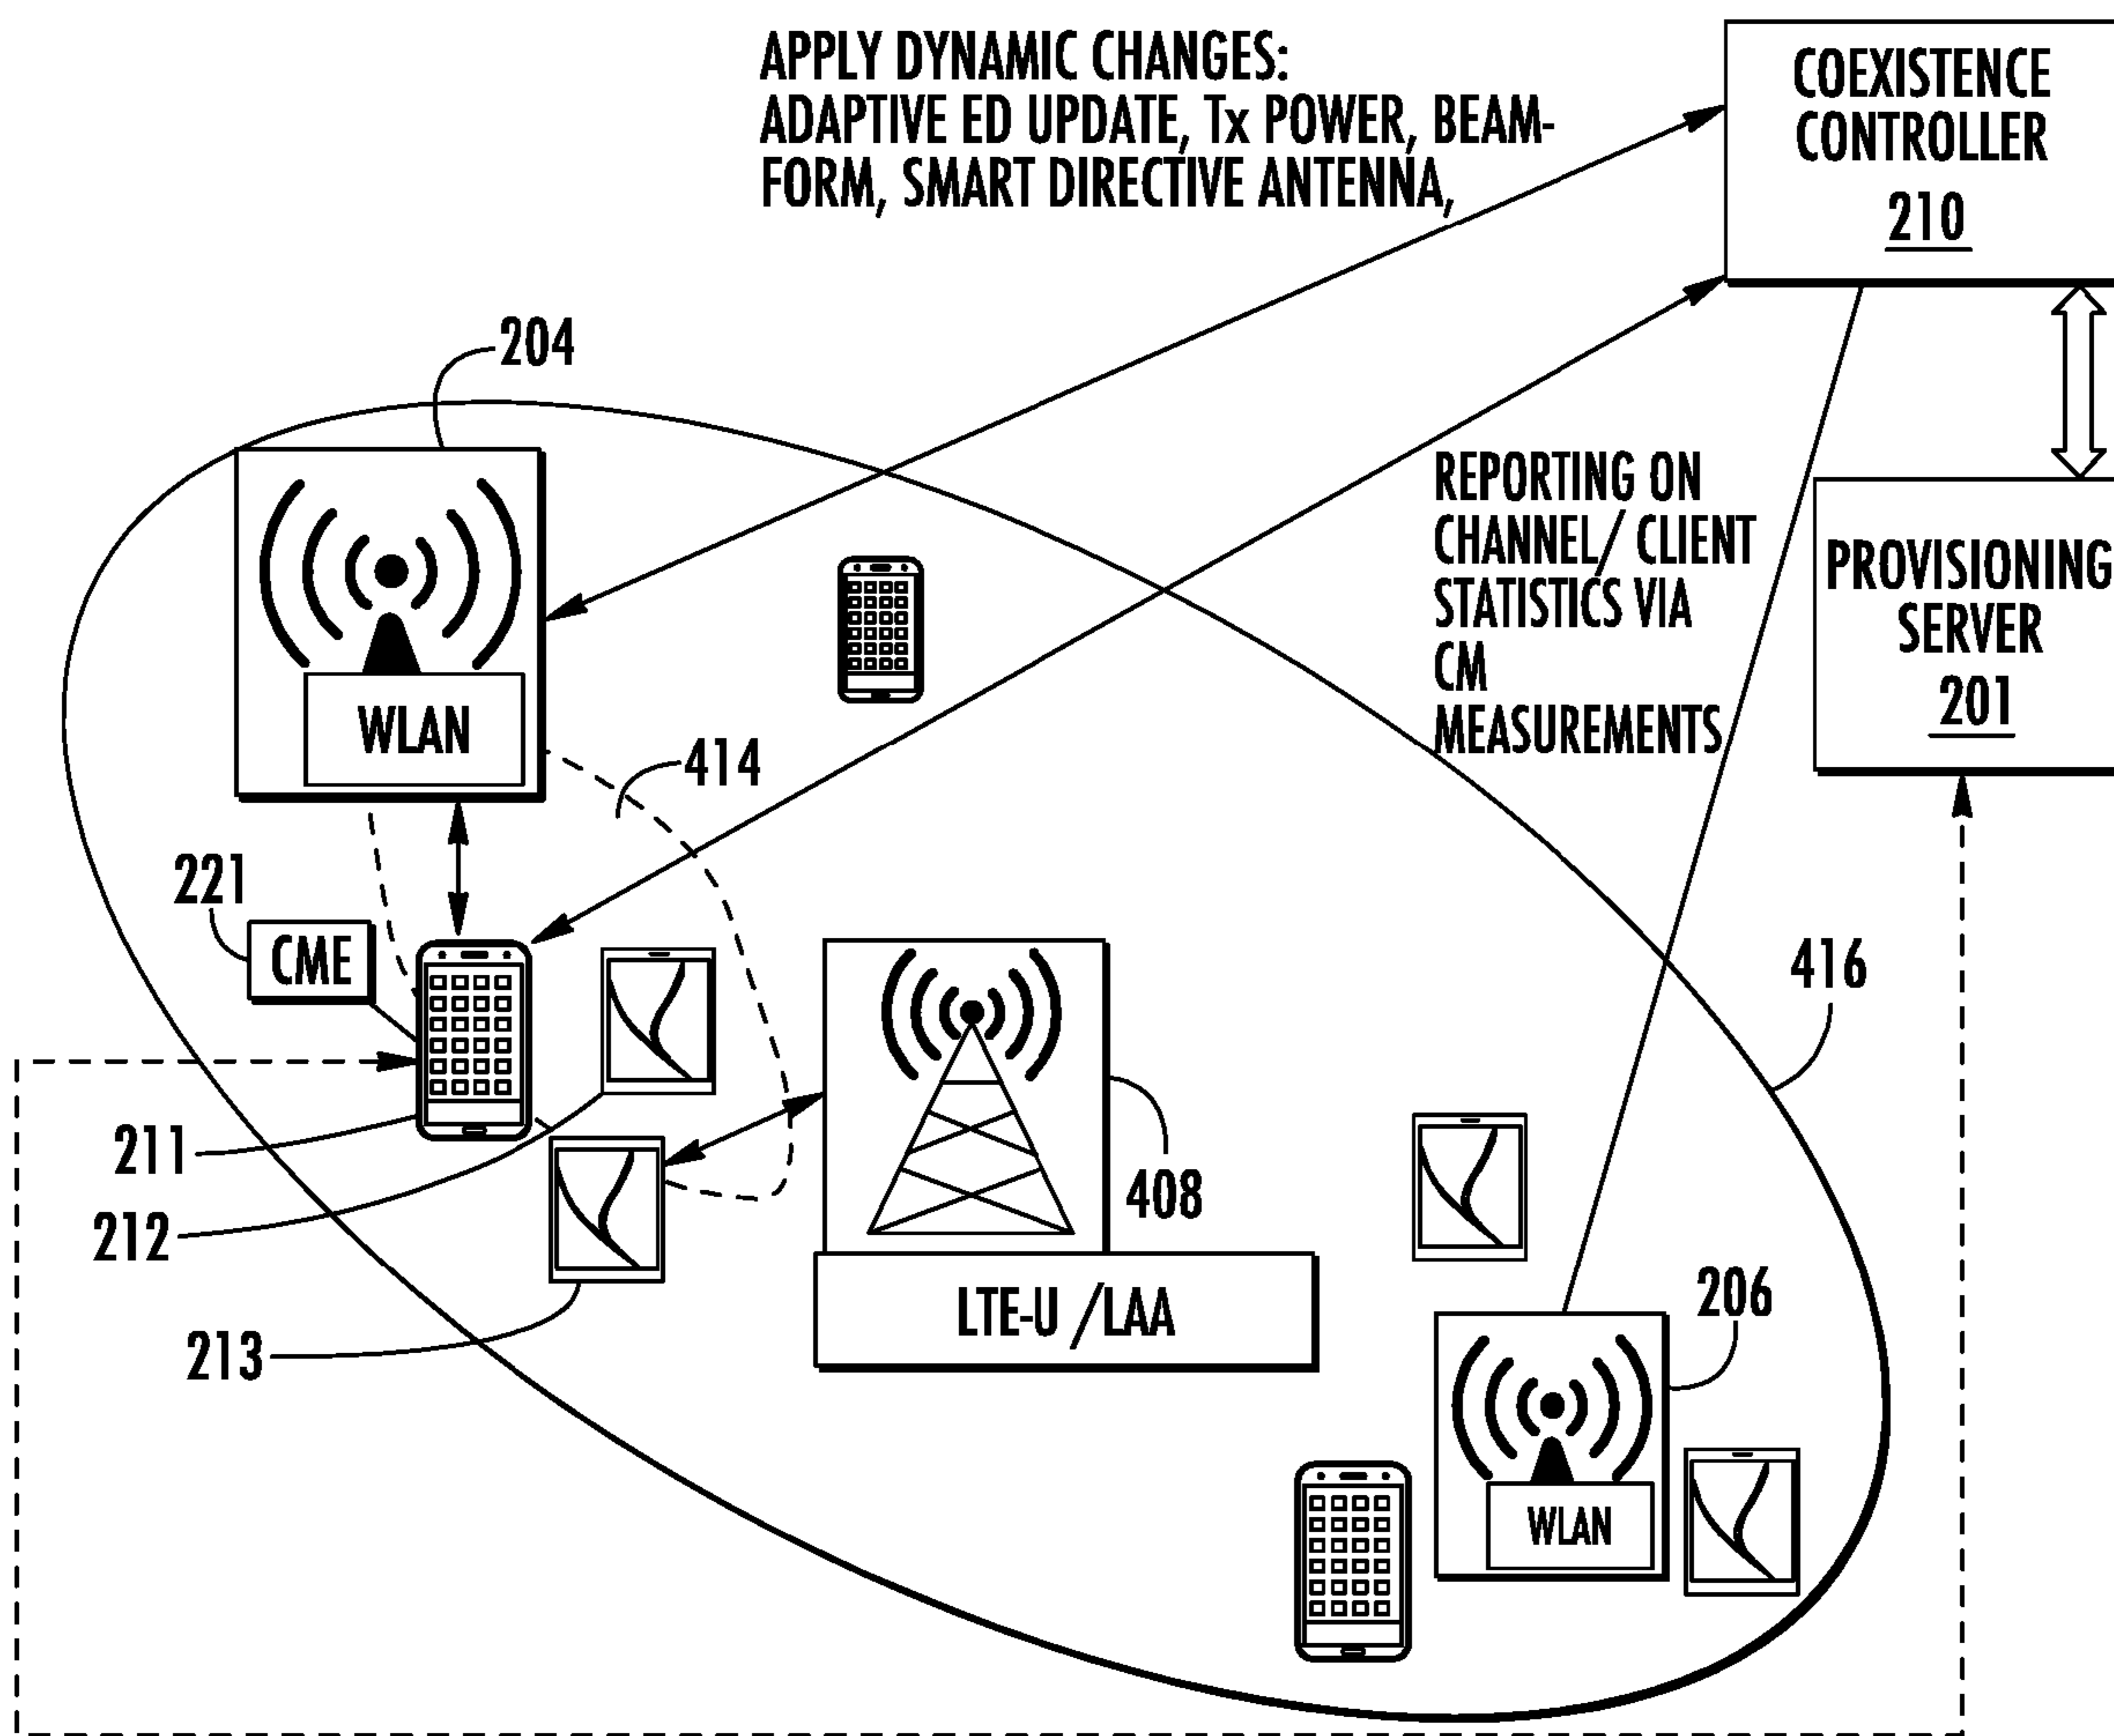 APPLY DYNAMIC CHANGES:
ADAPTIVE ED UPDATE, Tx POWER, BEAM-
FORM, SMART DIRECTIVE ANTENNA,
COEXISTENCE
CONTROLLER
210
204
REPORTING ON
CHANNEL/ CLIENT
STATISTICS VIA
CM
MEASUREMENTS
PROVISIONING
SERVER
201
WLAN
414
221
CME
416
211
212
408
213
LTE-U /LAA
206
WLAN